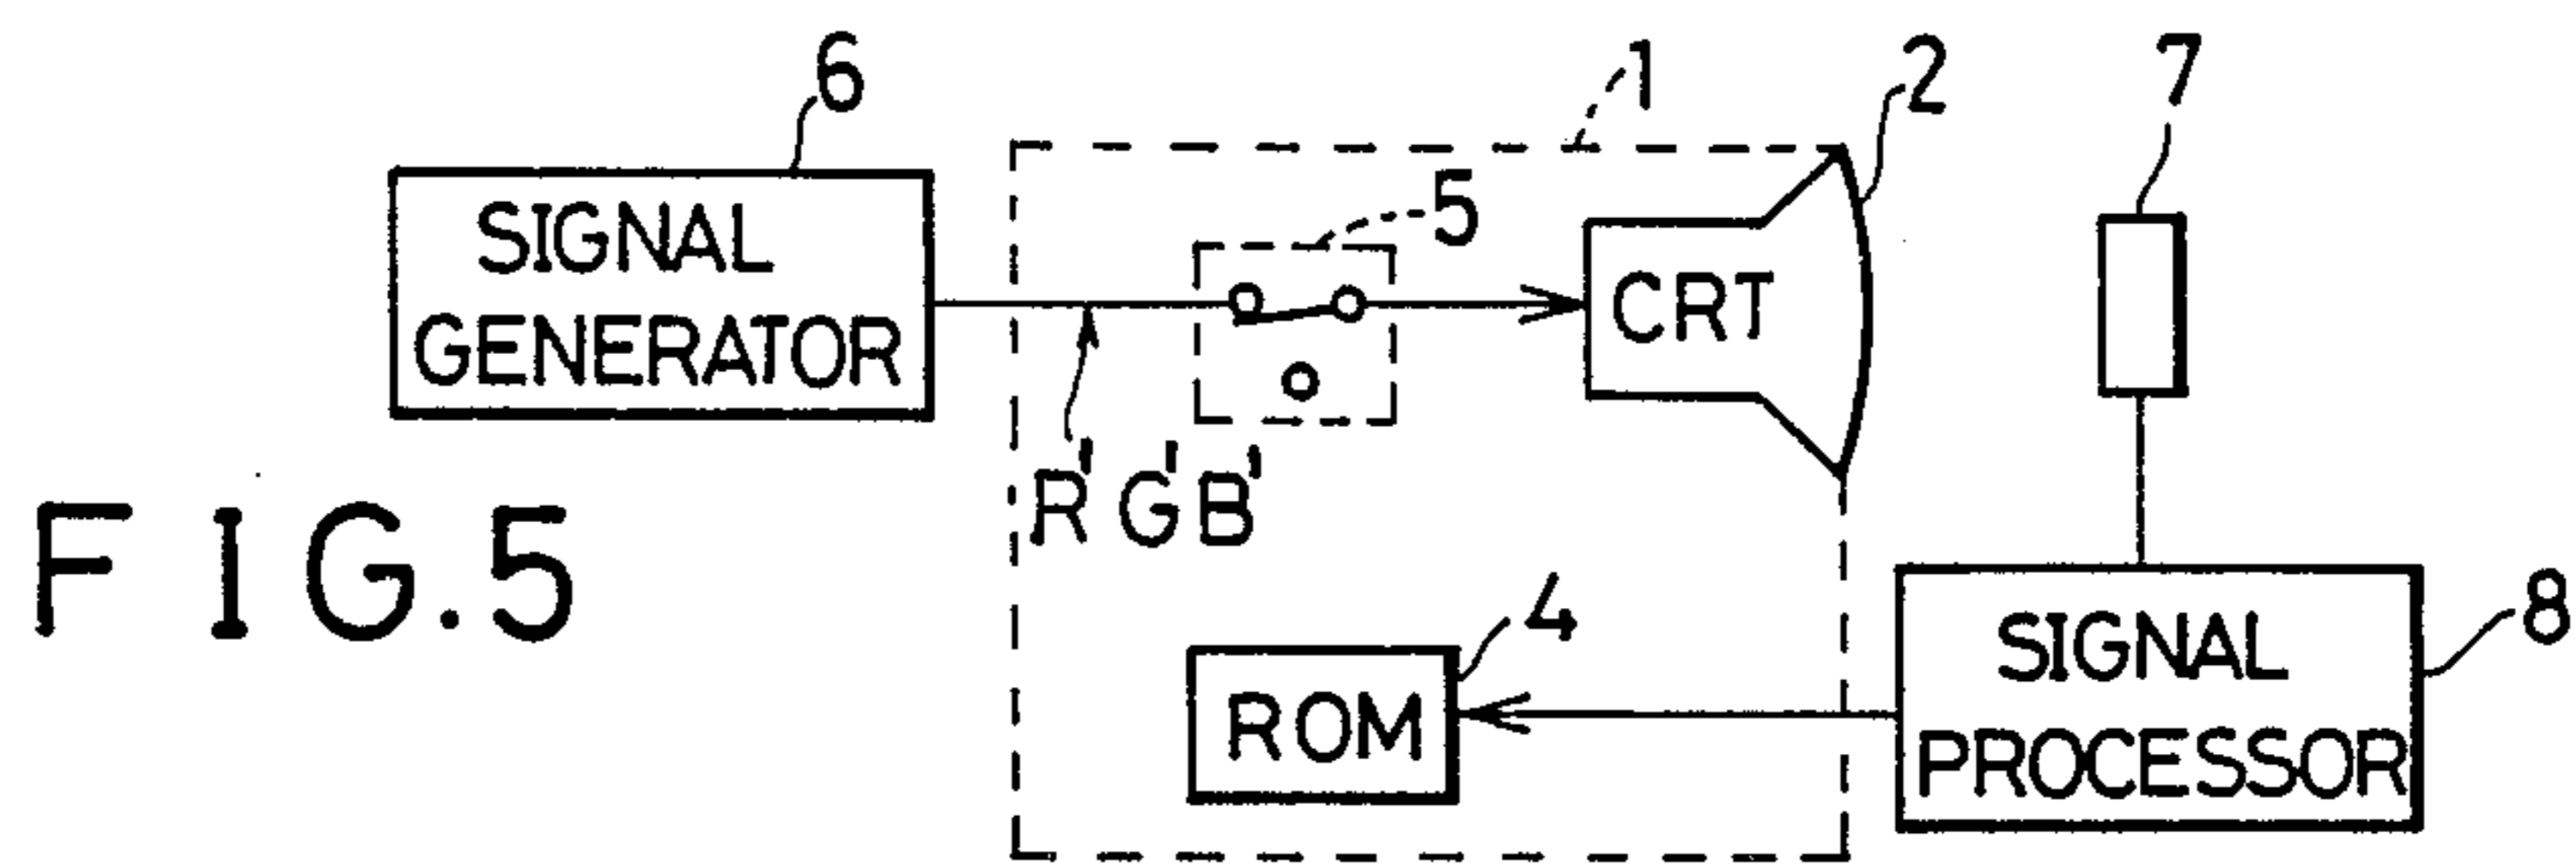 6
1
2
7
SIGNAL
GENERATOR
5
CRT
R'G'B'
FIG.5
4
ROM
SIGNAL
PROCESSOR
8